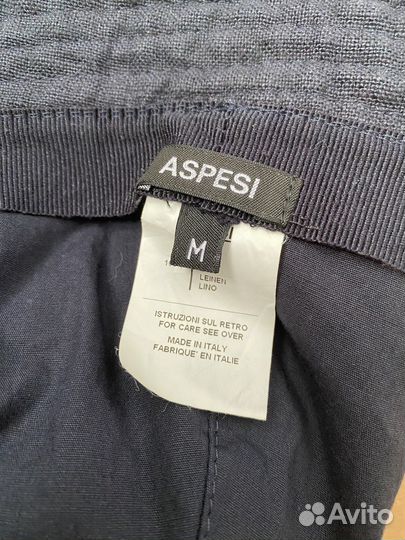 ASPESI
M
LEINEN
LINO
ISTRUZIONI SUL RETRO
FOR CARE SEE OVER
MADE IN ITALY
FABRIQUE' EN ITALIE
Avito